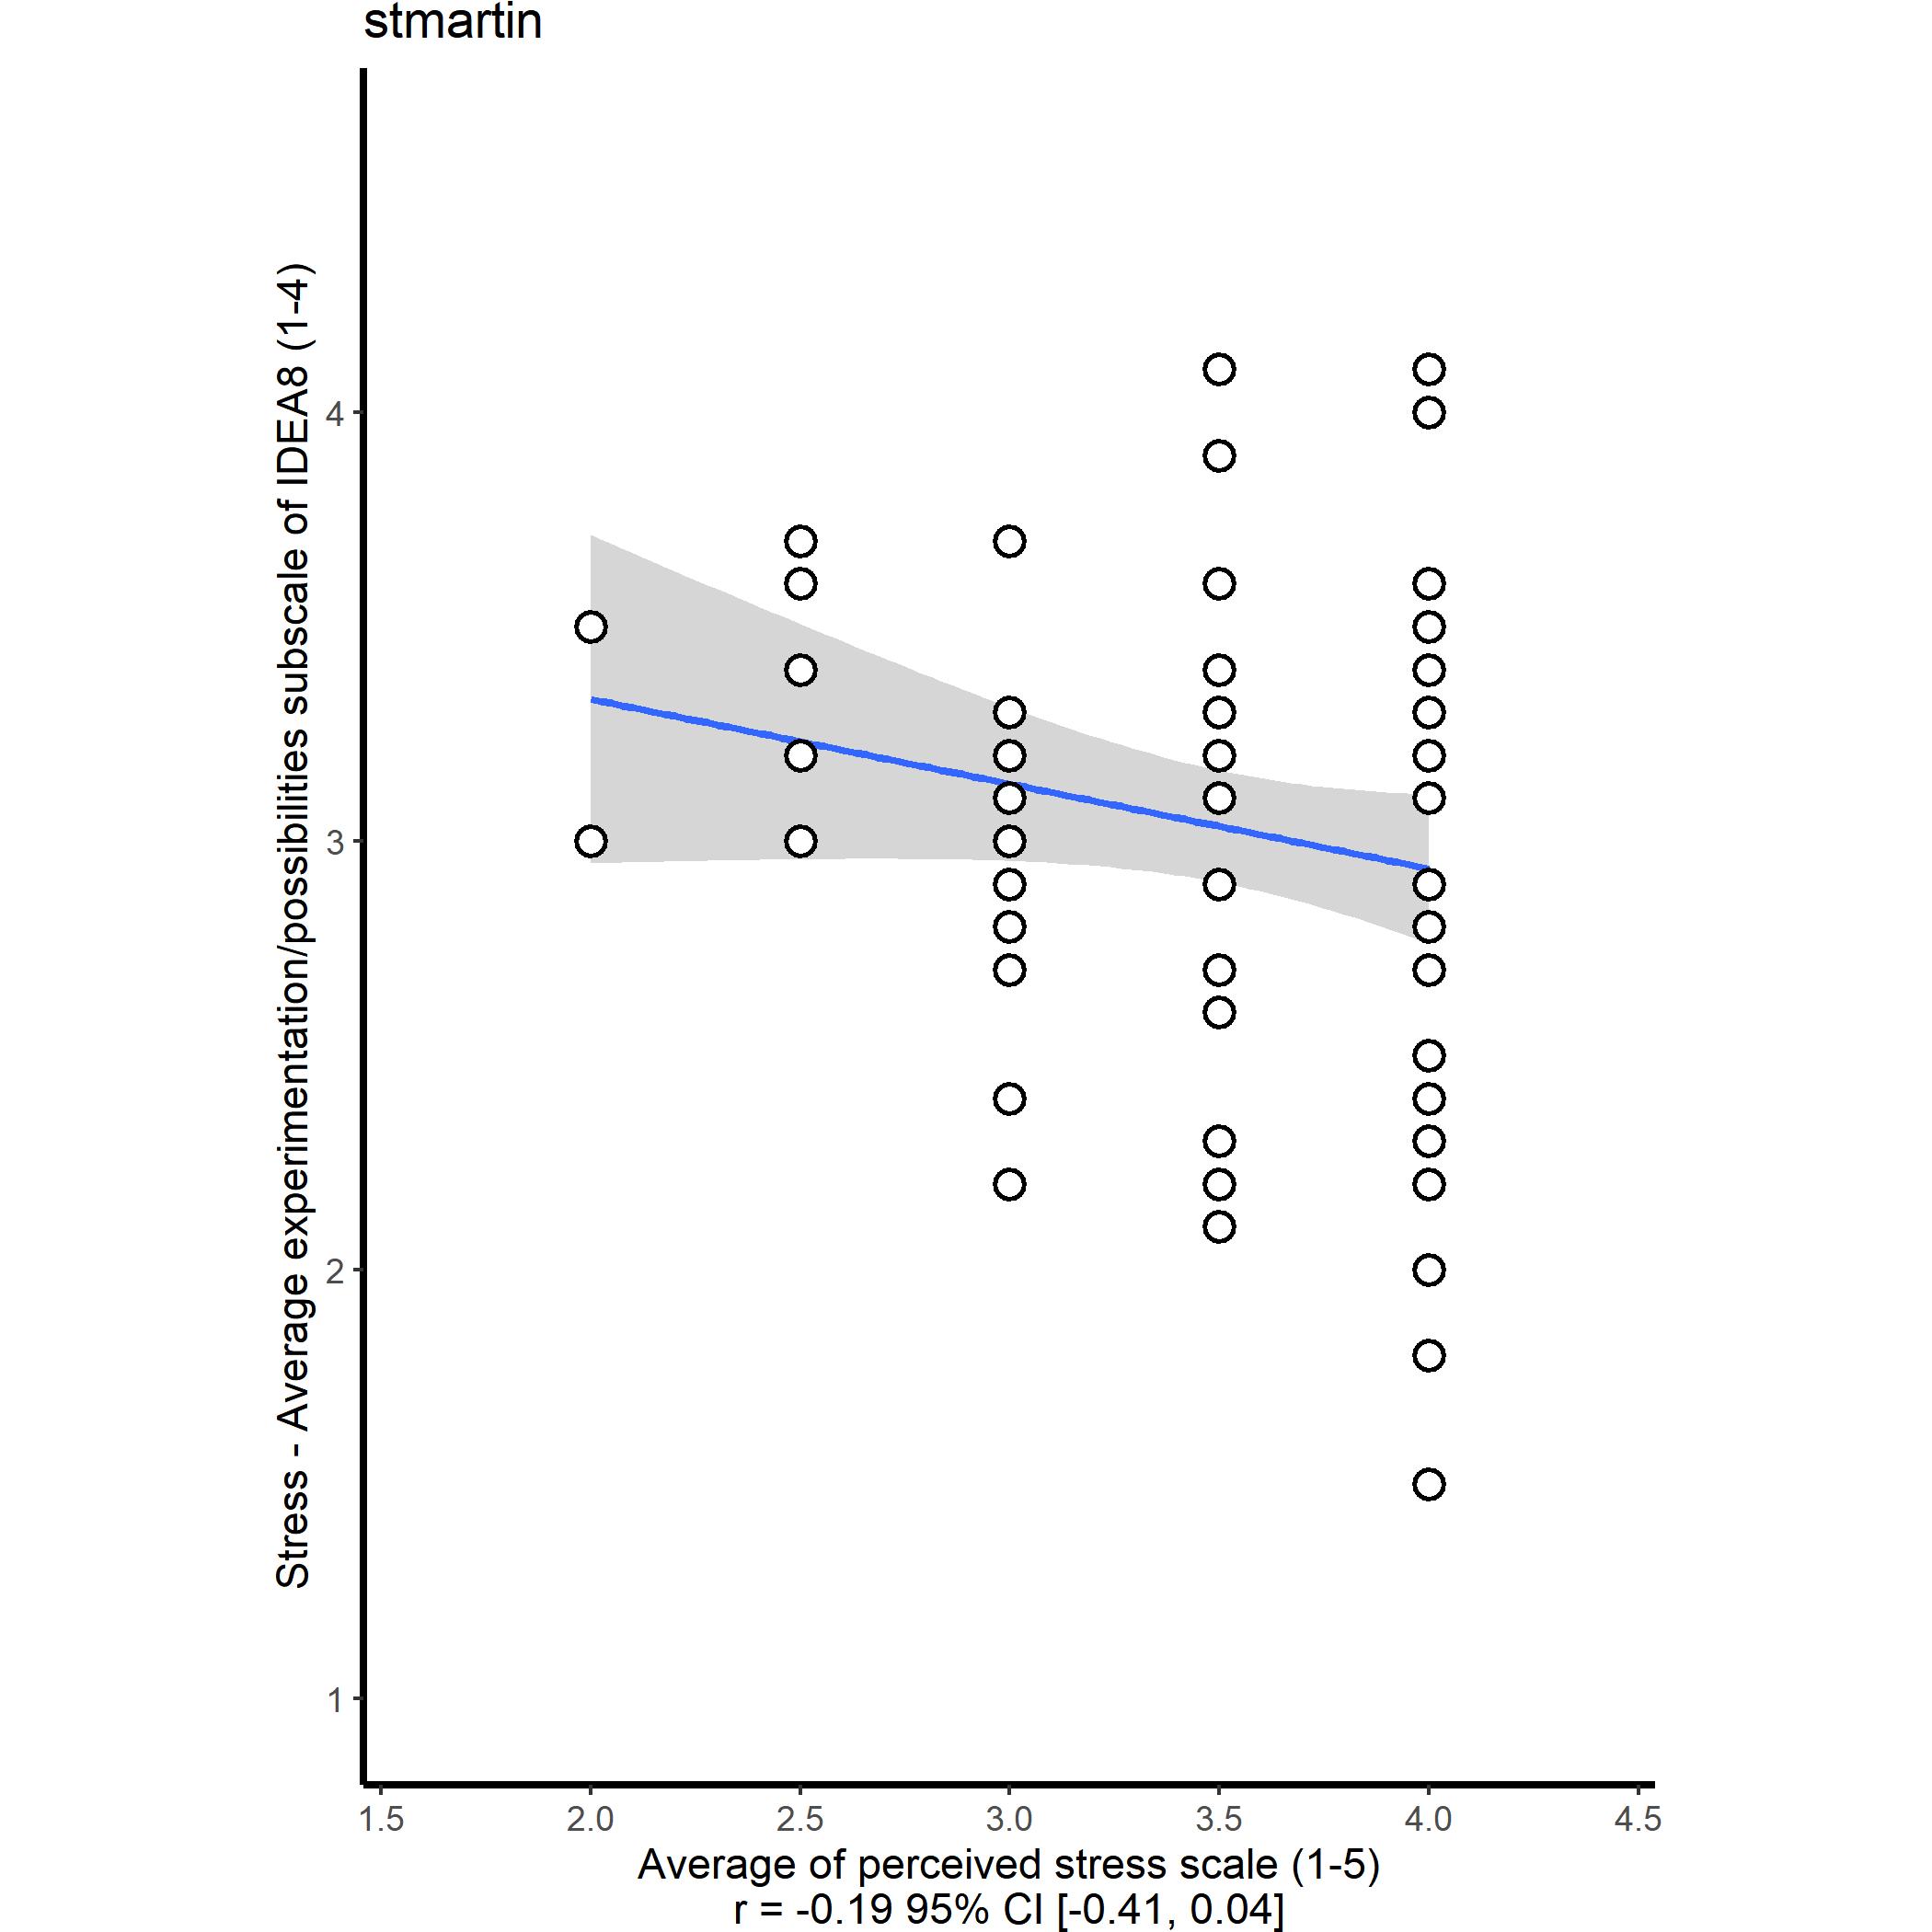 stmartin
Stress - Average experimentation/possibilities subscale of IDEA8 (1-4)
4
3
2
1
1.5 2.0 2.5 3.0 3.5 4.0 4.5
Average of perceived stress scale (1-5)
r = -0.19 95% CI [-0.41, 0.04]